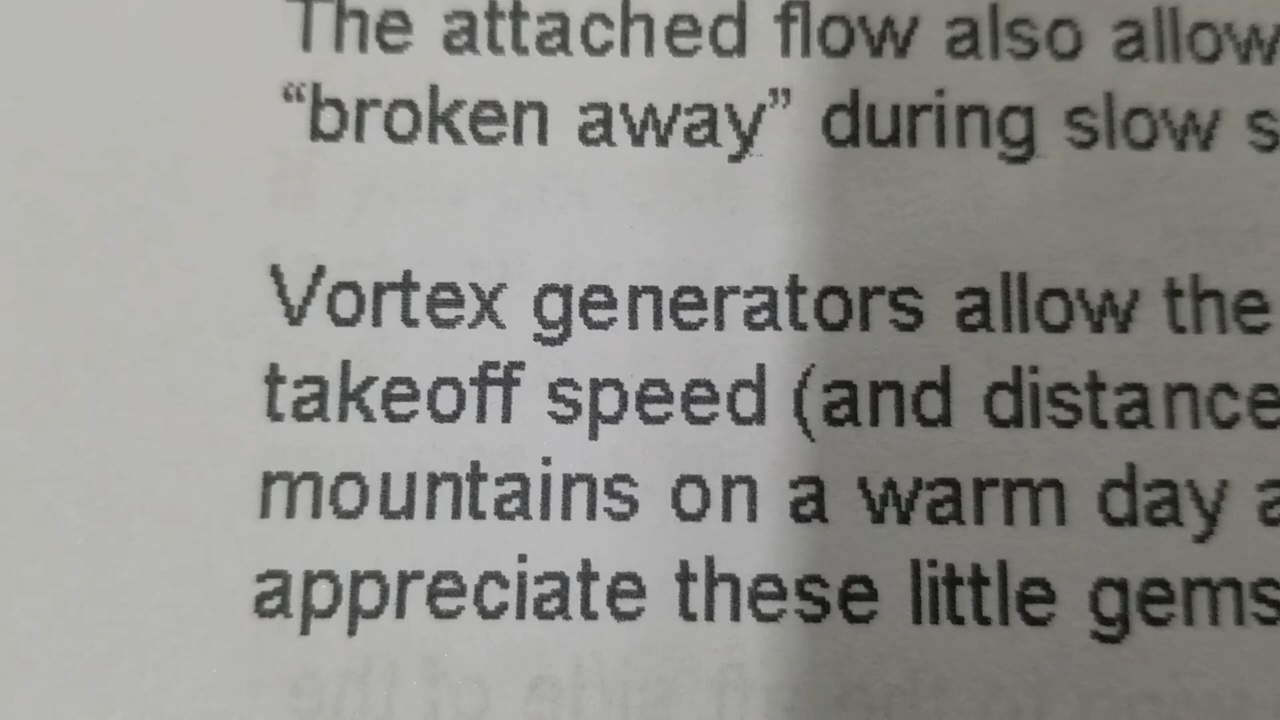 The attached flow also allow
“broken away” during slow s
Vortex generators allow the
takeoff speed (and distance
mountains on a warm day a
appreciate these little gems